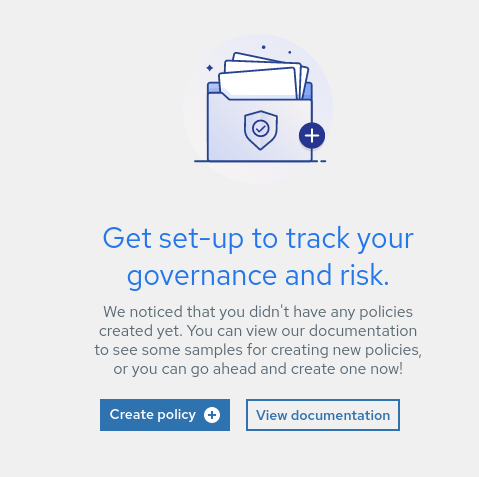 Get set-up to track your
governance and risk.
We noticed that you didn't have any policies
created yet. You can view our documentation
to see some samples for creating new policies,
or you can go ahead and create one now!
Create policy
View documentation